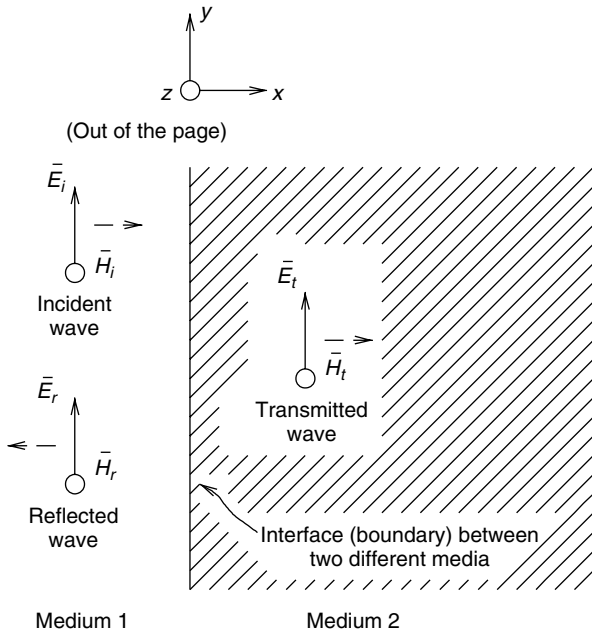 y
z
x
(Out of the page)
Ē_i
H̄_i
Incident
wave
Ē_t
H̄_t
Transmitted
wave
Ē_r
H̄_r
Reflected
wave
Interface (boundary) between
two different media
Medium 1
Medium 2